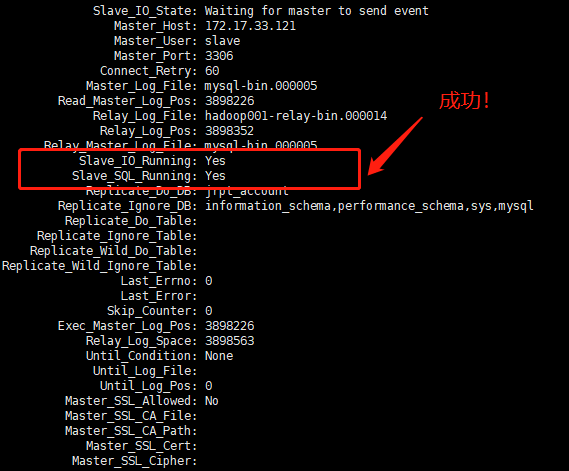 Slave_IO_State: Waiting for master to send event
Master_Host: 172.17.33.121
Master_User: slave
Master_Port: 3306
Connect_Retry: 60
Master_Log_File: mysql-bin.000005
Read_Master_Log_Pos: 3898226
Relay_Log_File: hadoop001-relay-bin.000014
Relay_Log_Pos: 3898352
Relay_Master_Log_File: mysql-bin.000005
成功！
Slave_IO_Running: Yes
Slave_SQL_Running: Yes
Replicate_Do_DB: jrpt_account
Replicate_Ignore_DB: information_schema,performance_schema,sys,mysql
Replicate_Do_Table:
Replicate_Ignore_Table:
Replicate_Wild_Do_Table:
Replicate_Wild_Ignore_Table:
Last_Errno: 0
Last_Error:
Skip_Counter: 0
Exec_Master_Log_Pos: 3898226
Relay_Log_Space: 3898563
Until_Condition: None
Until_Log_File:
Until_Log_Pos: 0
Master_SSL_Allowed: No
Master_SSL_CA_File:
Master_SSL_CA_Path:
Master_SSL_Cert:
Master_SSL_Cipher: